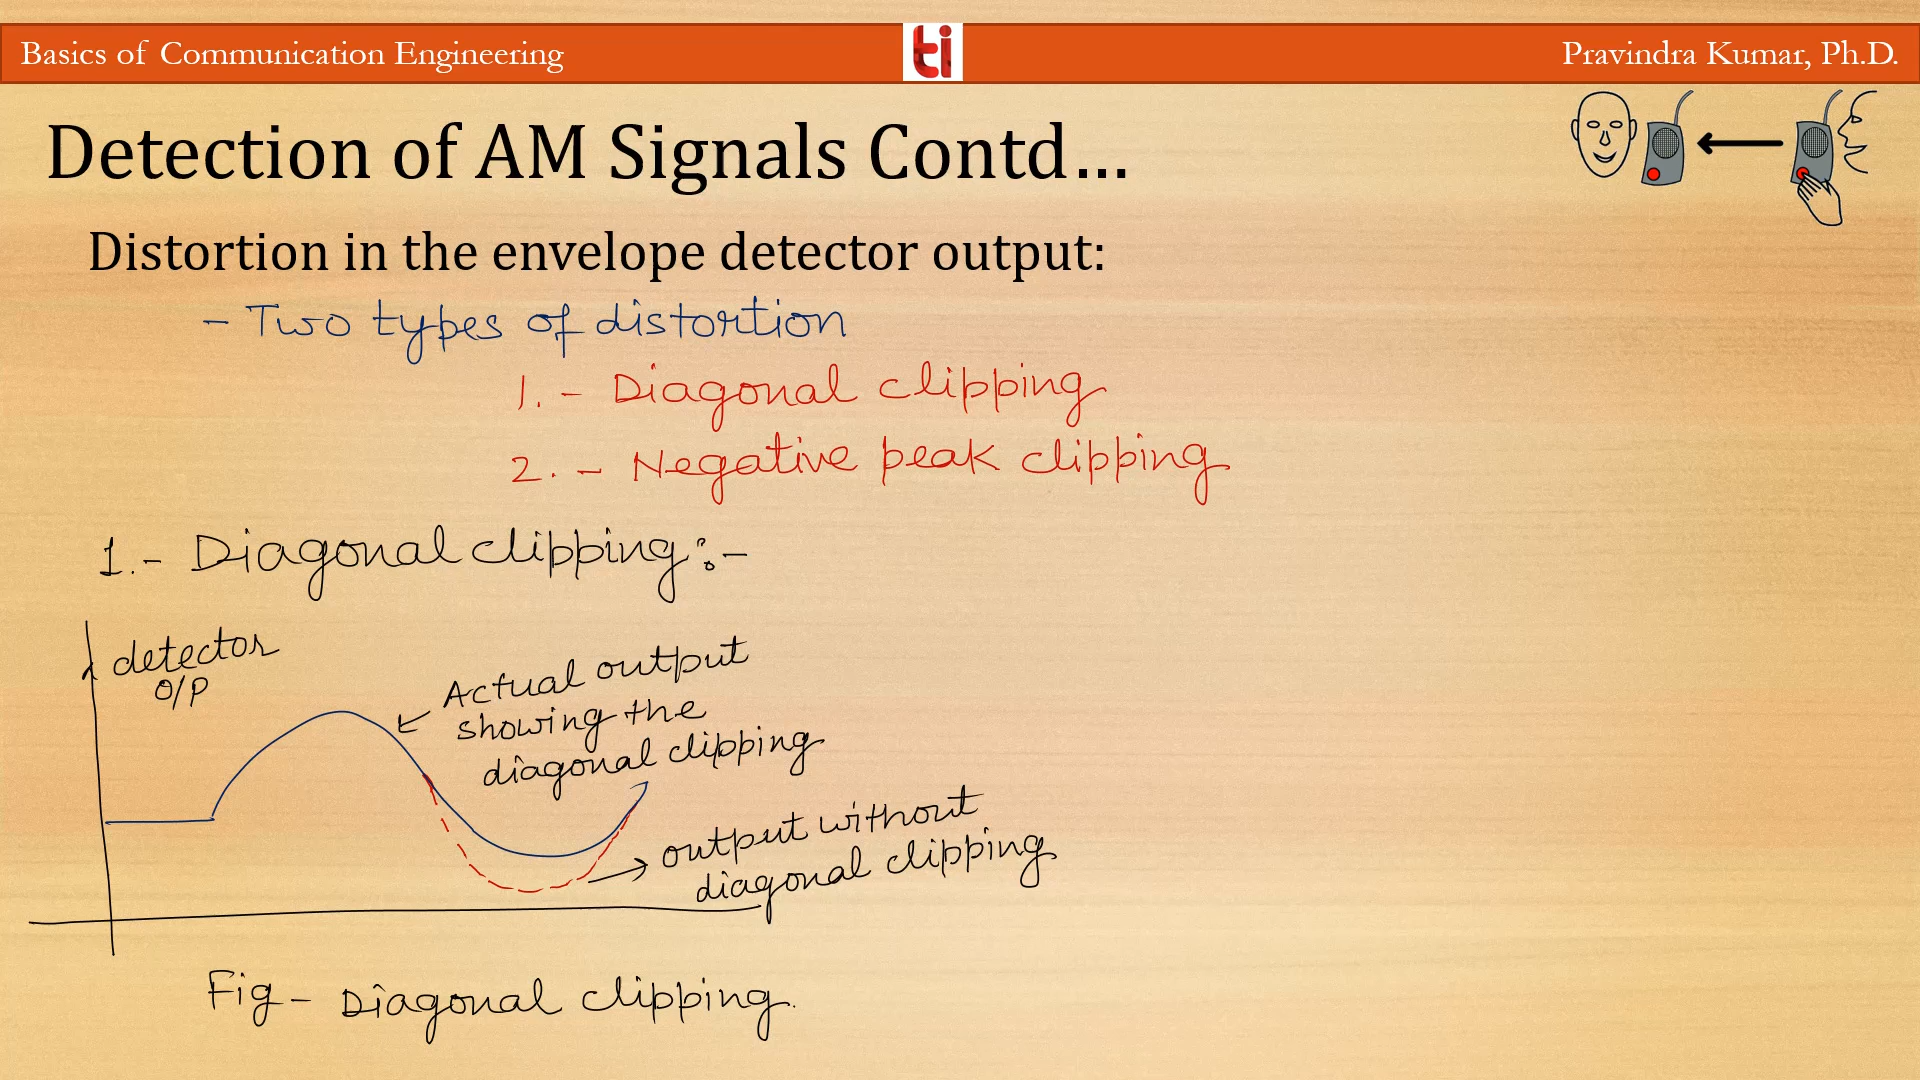 Basics of Communication Engineering
ti
Pravindra Kumar, Ph.D.
Detection of AM Signals Contd...
Distortion in the envelope detector output:
- Two types of distortion
1. - Diagonal clipping
2. - Negative peak clipping
1.- Diagonal clipping:-
detector
O/P
Actual output
showing the
diagonal clipping
output without
diagonal clipping
Fig - Diagonal clipping.